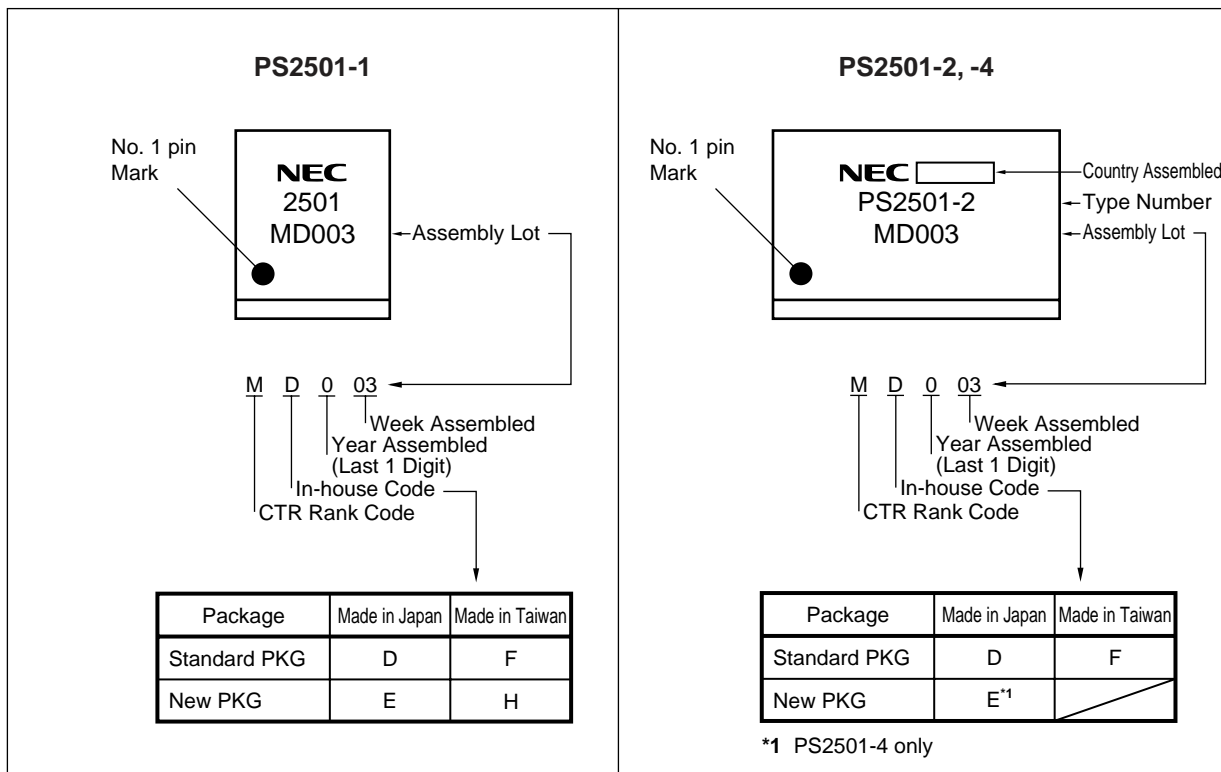 PS2501-1
No. 1 pin
Mark
NEC
2501
MD003
Assembly Lot
M D 0 03
Week Assembled
Year Assembled
(Last 1 Digit)
In-house Code
CTR Rank Code
Package Made in Japan Made in Taiwan
Standard PKG D F
New PKG E H
PS2501-2, -4
No. 1 pin
Mark
NEC
Country Assembled
PS2501-2
Type Number
MD003
Assembly Lot
M D 0 03
Week Assembled
Year Assembled
(Last 1 Digit)
In-house Code
CTR Rank Code
Package Made in Japan Made in Taiwan
Standard PKG D F
New PKG E*1
*1 PS2501-4 only